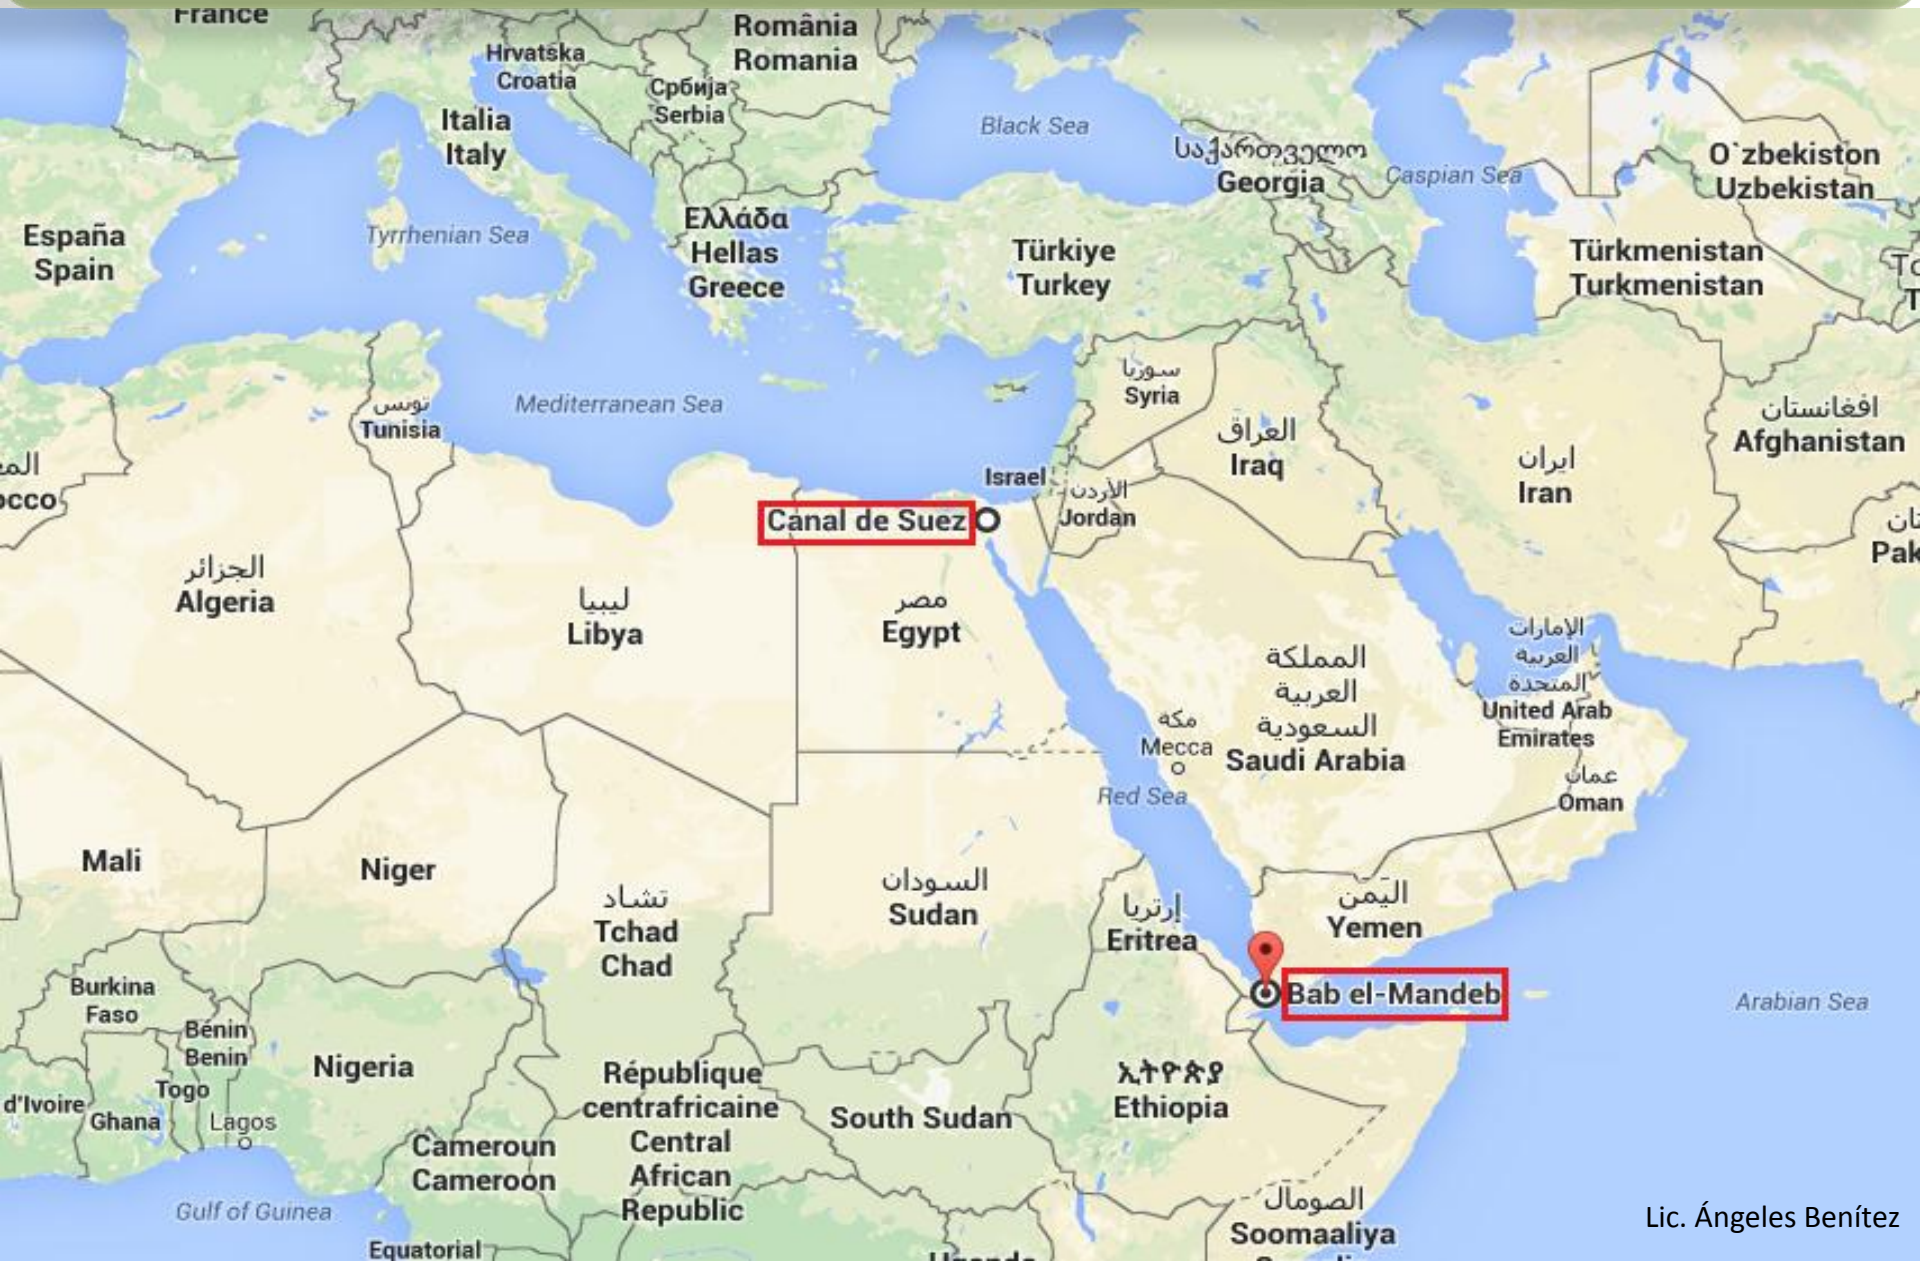 France
România
Romania
Hrvatska
Croatia
Србија
Serbia
Italia
Italy
Black Sea
საქართველო
Georgia
Caspian Sea
O`zbekiston
Uzbekistan
España
Spain
Tyrrhenian Sea
Ελλάδα
Hellas
Greece
Türkiye
Turkey
Türkmenistan
Turkmenistan
تونس
Tunisia
Mediterranean Sea
سوريا
Syria
العراق
Iraq
ايران
Iran
افغانستان
Afghanistan
Israel
الأردن
Jordan
Canal de Suez
Pak
الجزائر
Algeria
ليبيا
Libya
مصر
Egypt
الإمارات
العربية
المتحدة
United Arab
Emirates
المملكة
العربية
السعودية
Saudi Arabia
مكة
Mecca
Red Sea
عمان
Oman
Mali
Niger
تشاد
Tchad
Chad
السودان
Sudan
إرتريا
Eritrea
اليمن
Yemen
Bab el-Mandeb
Arabian Sea
Burkina
Faso
Bénin
Benin
Togo
d'Ivoire
Ghana
Lagos
Nigeria
Cameroun
Cameroon
République
centrafricaine
Central
African
Republic
South Sudan
ኢትዮጵያ
Ethiopia
الصومال
Soomaaliya
Gulf of Guinea
Equatorial
Uganda
Lic. Ángeles Benítez